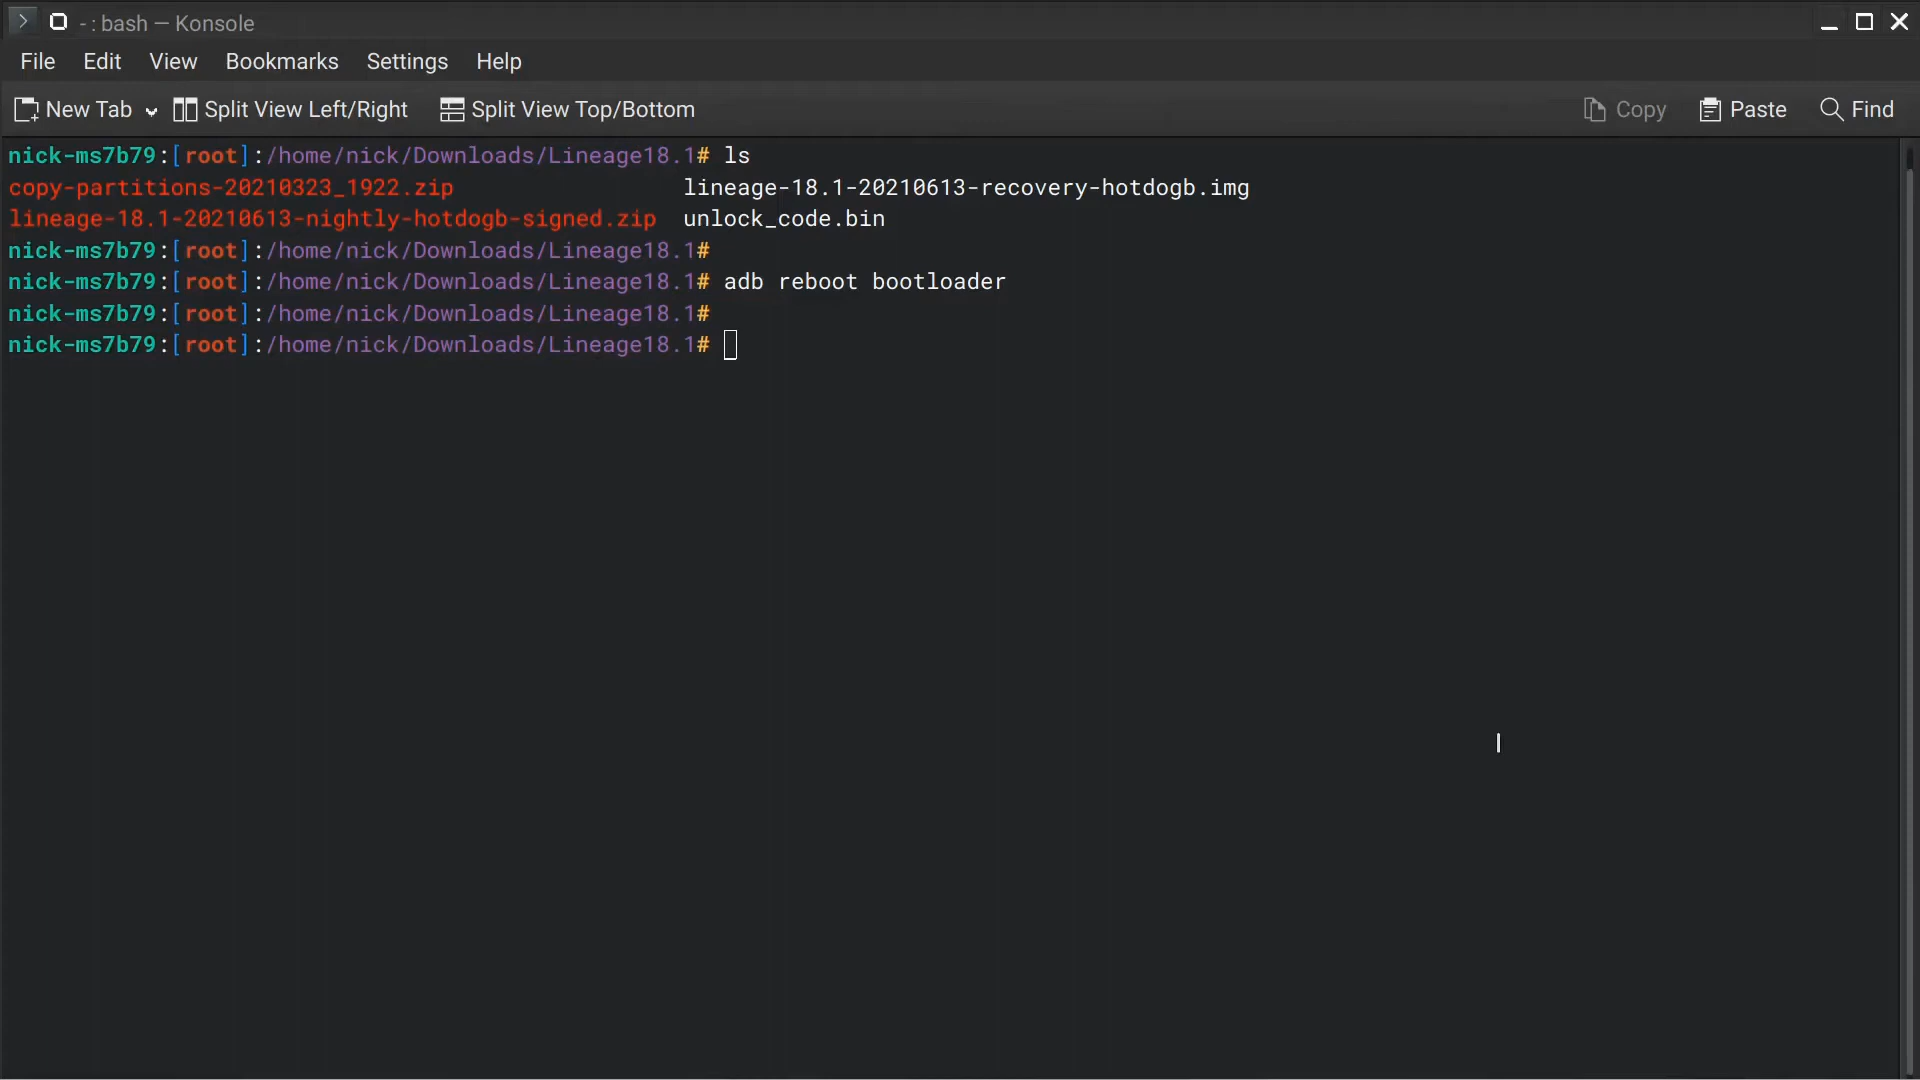 - : bash — Konsole
File Edit View Bookmarks Settings Help
New Tab Split View Left/Right Split View Top/Bottom Copy Paste Find
nick-ms7b79:[root]:/home/nick/Downloads/Lineage18.1# ls
copy-partitions-20210323_1922.zip lineage-18.1-20210613-recovery-hotdogb.img
lineage-18.1-20210613-nightly-hotdogb-signed.zip unlock_code.bin
nick-ms7b79:[root]:/home/nick/Downloads/Lineage18.1#
nick-ms7b79:[root]:/home/nick/Downloads/Lineage18.1# adb reboot bootloader
nick-ms7b79:[root]:/home/nick/Downloads/Lineage18.1#
nick-ms7b79:[root]:/home/nick/Downloads/Lineage18.1#